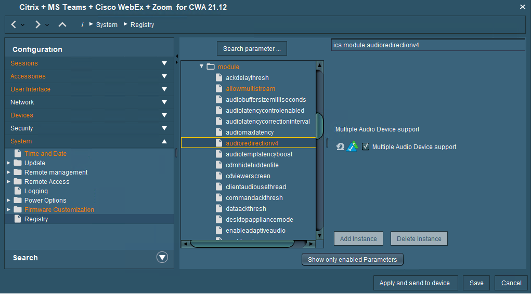 Citrix + MS Teams + Cisco WebEx + Zoom for CWA 21.12
/ ▸ System ▸ Registry
Configuration
Sessions
Accessories
User Interface
Network
Devices
Security
System
Time and Date
Update
Remote management
Remote Access
Logging
Power Options
Firmware Customization
Registry
Search
Search parameter ...
module
ackdelaythresh
allowmultistream
audiobuffersizemilliseconds
audiolatencycontrolenabled
audiolatencycorrectioninterval
audiomaxlatency
audioredirectionv4
audiotemplatencyboost
cdmhideddentifie
cdviewerscreen
clientaudiousethread
commandackthresh
dataackthresh
desktopappliancemode
enableadaptiveaudio
ica.module.audioredirectionv4
Multiple Audio Device support
Multiple Audio Device support
Add Instance
Delete Instance
Show only enabled Parameters
Apply and send to device
Save
Cancel